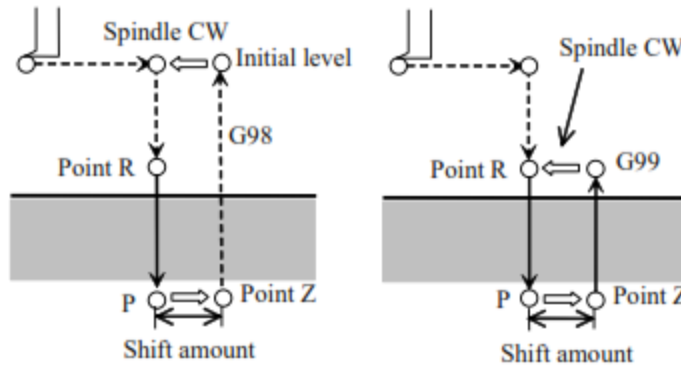 Spindle CW
Initial level
G98
Point R
P
Point Z
Shift amount
Spindle CW
G99
Point R
P
Point Z
Shift amount